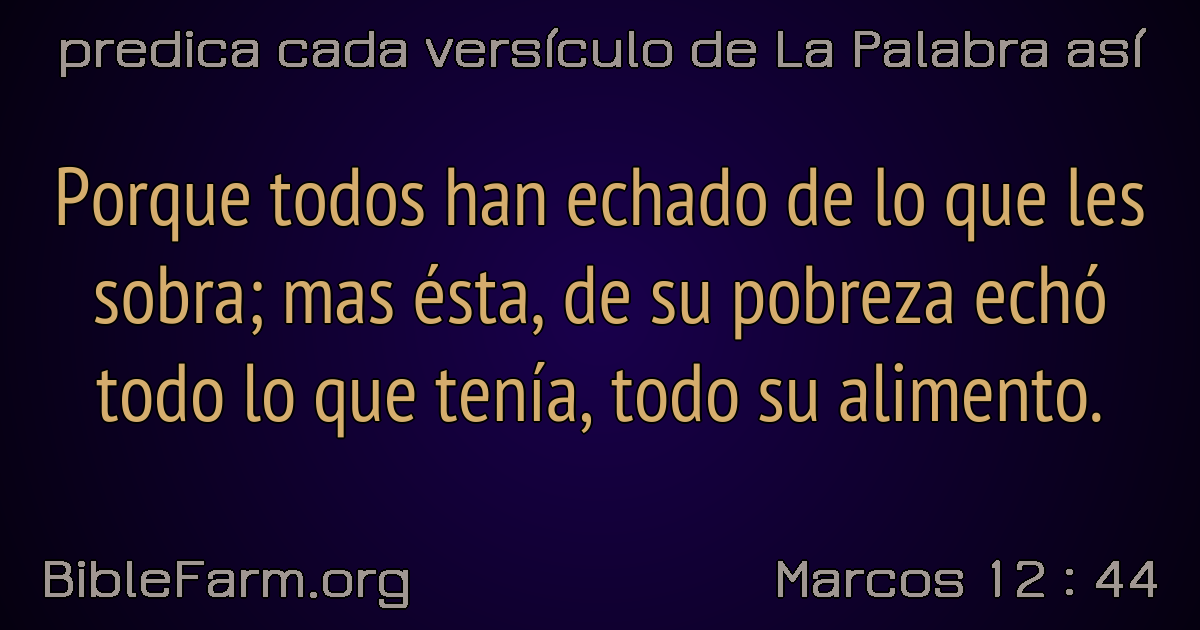 predica cada versículo de La Palabra así
Porque todos han echado de lo que les
sobra; mas ésta, de su pobreza echó
todo lo que tenía, todo su alimento.
BibleFarm.org
Marcos 12 : 44